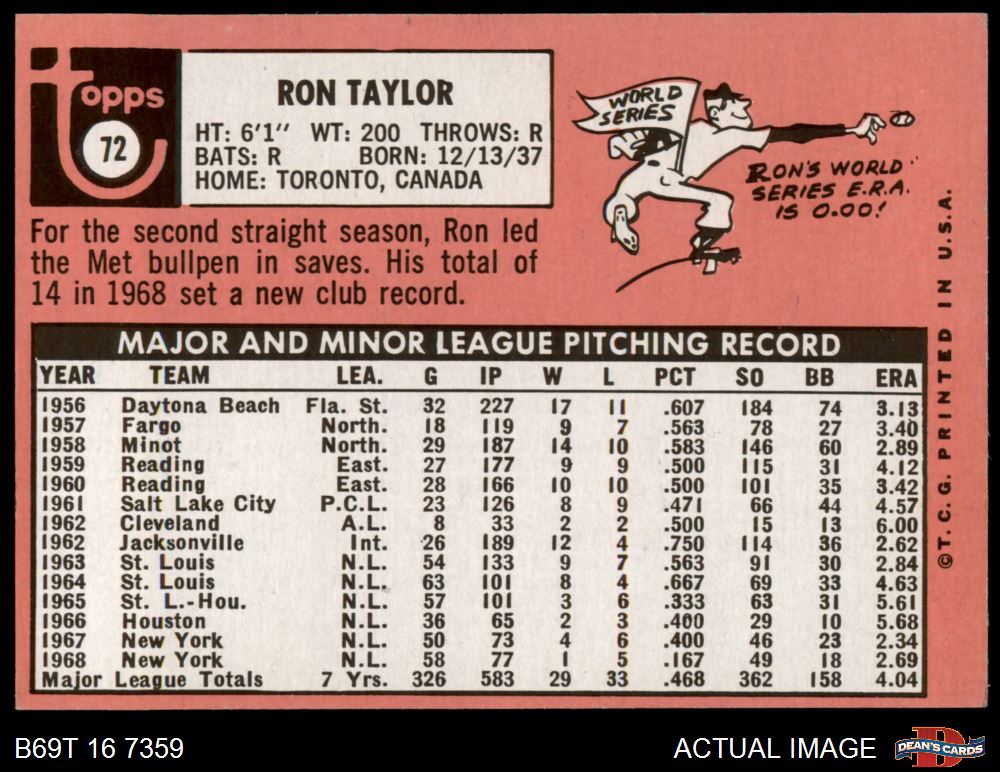 topps
72
RON TAYLOR
HT: 6'1" WT: 200 THROWS: R
BATS: R BORN: 12/13/37
HOME: TORONTO, CANADA
WORLD
SERIES
RON'S WORLD
SERIES E.R.A.
IS 0.00!
For the second straight season, Ron led
the Met bullpen in saves. His total of
14 in 1968 set a new club record.
MAJOR AND MINOR LEAGUE PITCHING RECORD
YEAR TEAM LEA. G IP W L PCT SO BB ERA
1956 Daytona Beach Fla. St. 32 227 17 11 .607 184 74 3.13
1957 Fargo North. 18 119 9 7 .563 78 27 3.40
1958 Minot North. 29 187 14 10 .583 146 60 2.89
1959 Reading East. 27 177 9 9 .500 115 31 4.12
1960 Reading East. 28 166 10 10 .500 101 35 3.42
1961 Salt Lake City P.C.L. 23 126 8 9 .471 66 44 4.57
1962 Cleveland A.L. 8 33 2 2 .500 15 13 6.00
1962 Jacksonville Int. 26 189 12 4 .750 114 36 2.62
1963 St. Louis N.L. 54 133 9 7 .563 91 30 2.84
1964 St. Louis N.L. 63 101 8 4 .667 69 33 4.63
1965 St. L.-Hou. N.L. 57 101 3 6 .333 63 31 5.61
1966 Houston N.L. 36 65 2 3 .400 29 10 5.68
1967 New York N.L. 50 73 4 6 .400 46 23 2.34
1968 New York N.L. 58 77 1 5 .167 49 18 2.69
Major League Totals 7 Yrs. 326 583 29 33 .468 362 158 4.04
©T.C.G. PRINTED IN U.S.A.
B69T 16 7359
ACTUAL IMAGE
D
DEAN'S CARDS